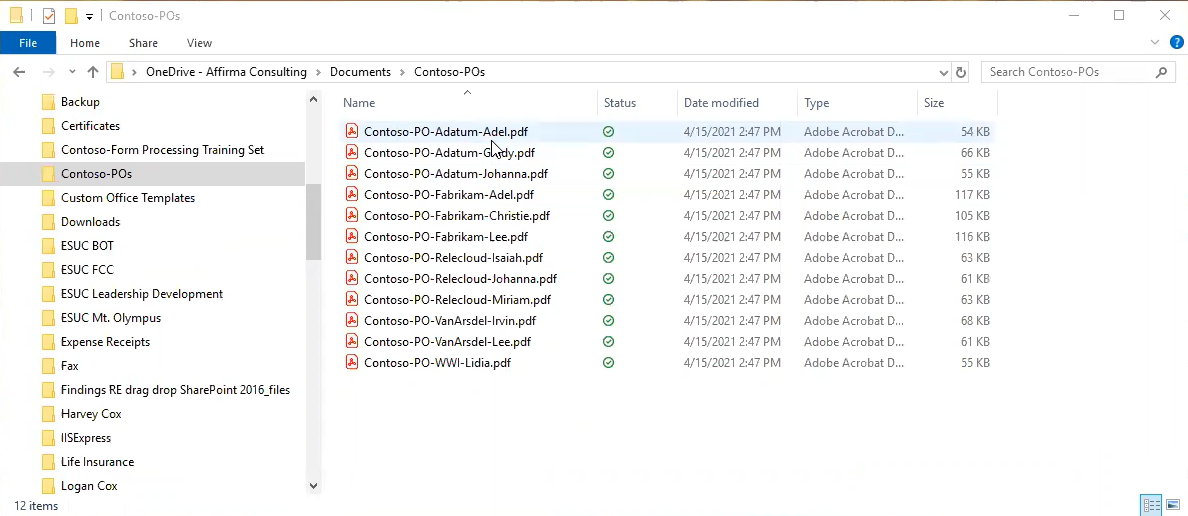 Contoso-POs
File Home Share View
OneDrive - Affirma Consulting Documents Contoso-POs Search Contoso-POs
Name Status Date modified Type Size
Backup
Certificates
Contoso-Form Processing Training Set
Contoso-POs
Custom Office Templates
Downloads
ESUC BOT
ESUC FCC
ESUC Leadership Development
ESUC Mt. Olympus
Expense Receipts
Fax
Findings RE drag drop SharePoint 2016_files
Harvey Cox
IISExpress
Life Insurance
Logan Cox
Contoso-PO-Adatum-Adel.pdf 4/15/2021 2:47 PM Adobe Acrobat D... 54 KB
4/15/2021 2:47 PM Adobe Acrobat D... 66 KB
Contoso-PO-Adatum-Johanna.pdf 4/15/2021 2:47 PM Adobe Acrobat D... 55 KB
Contoso-PO-Fabrikam-Adel.pdf 4/15/2021 2:47 PM Adobe Acrobat D... 117 KB
Contoso-PO-Fabrikam-Christie.pdf 4/15/2021 2:47 PM Adobe Acrobat D... 105 KB
Contoso-PO-Fabrikam-Lee.pdf 4/15/2021 2:47 PM Adobe Acrobat D... 116 KB
Contoso-PO-Relecloud-Isaiah.pdf 4/15/2021 2:47 PM Adobe Acrobat D... 63 KB
Contoso-PO-Relecloud-Johanna.pdf 4/15/2021 2:47 PM Adobe Acrobat D... 61 KB
Contoso-PO-Relecloud-Miriam.pdf 4/15/2021 2:47 PM Adobe Acrobat D... 63 KB
Contoso-PO-VanArsdel-Irvin.pdf 4/15/2021 2:47 PM Adobe Acrobat D... 68 KB
Contoso-PO-VanArsdel-Lee.pdf 4/15/2021 2:47 PM Adobe Acrobat D... 61 KB
Contoso-PO-WWI-Lidia.pdf 4/15/2021 2:47 PM Adobe Acrobat D... 55 KB
12 items